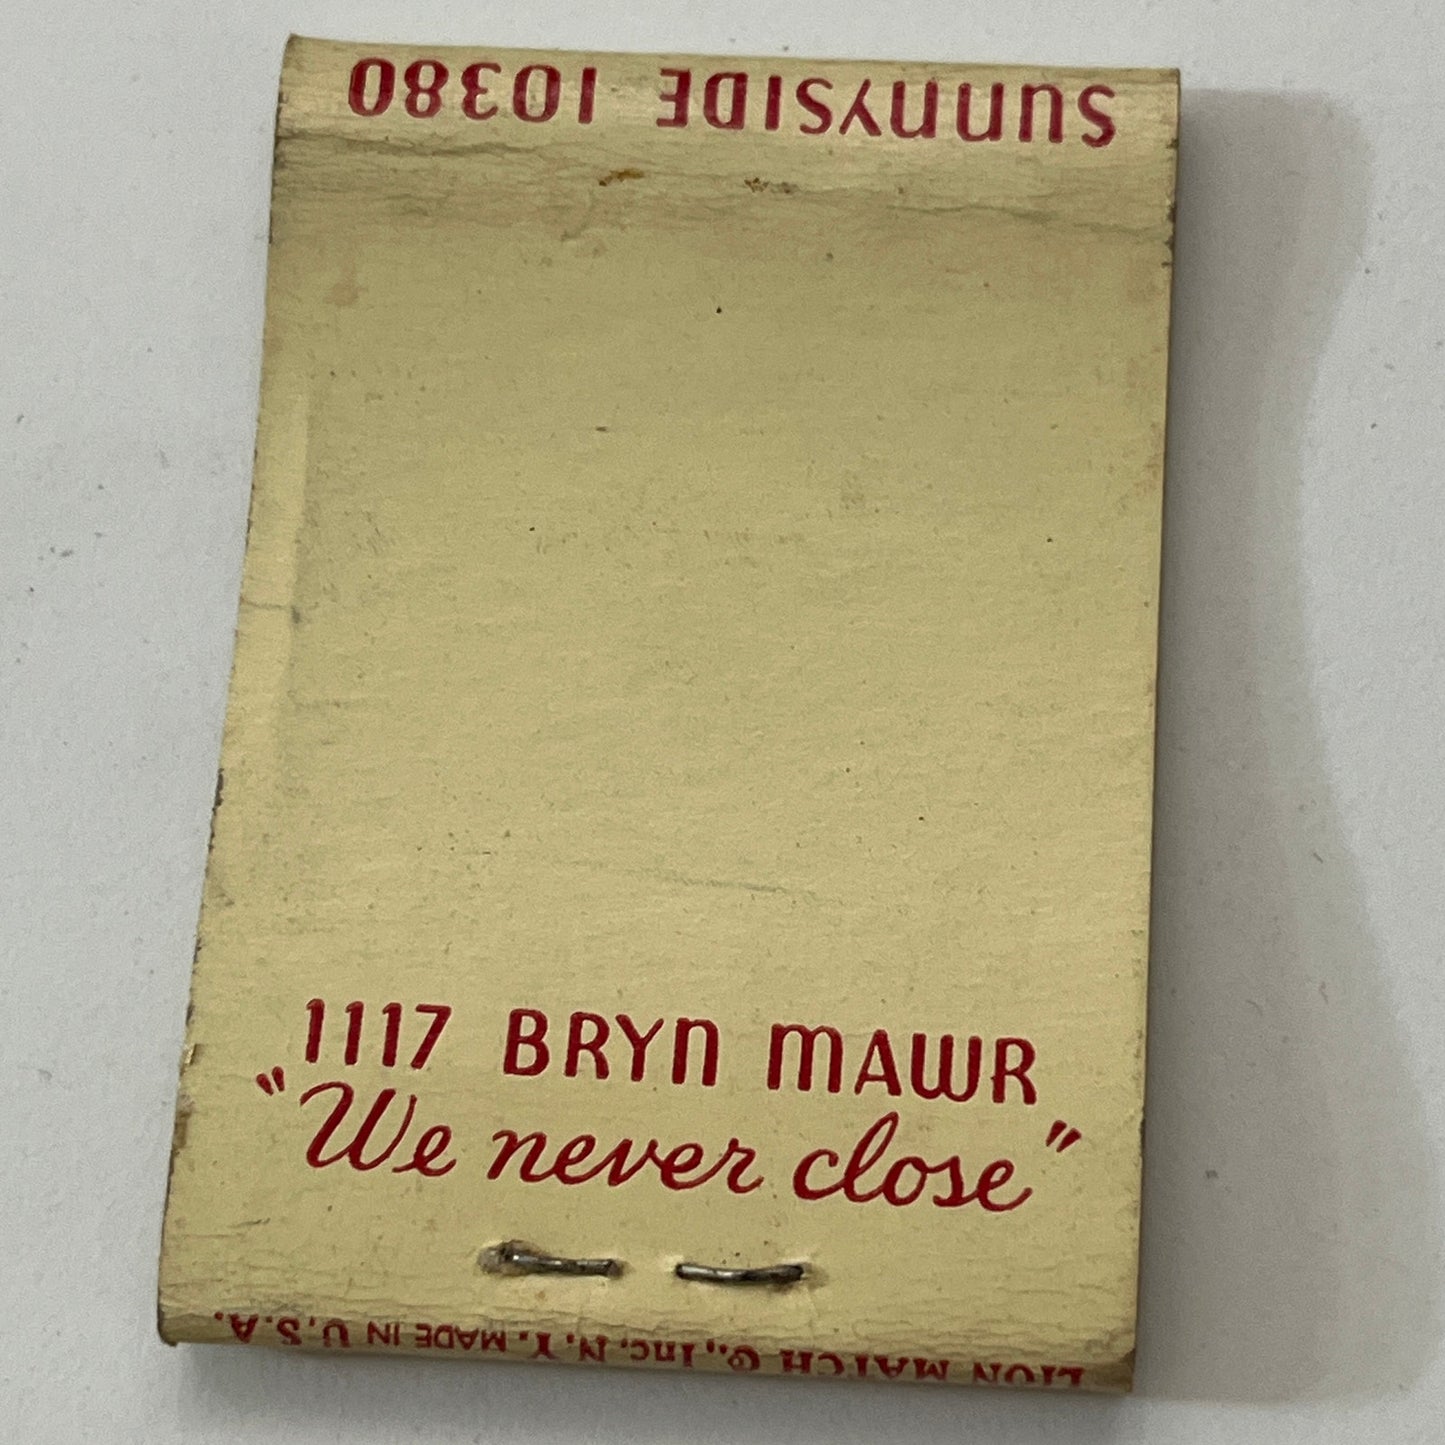 SUNNYSIDE 10380
1117 BRYN MAWR
"We never close"
LION MATCH Co., Inc. N. Y. MADE IN U.S.A.